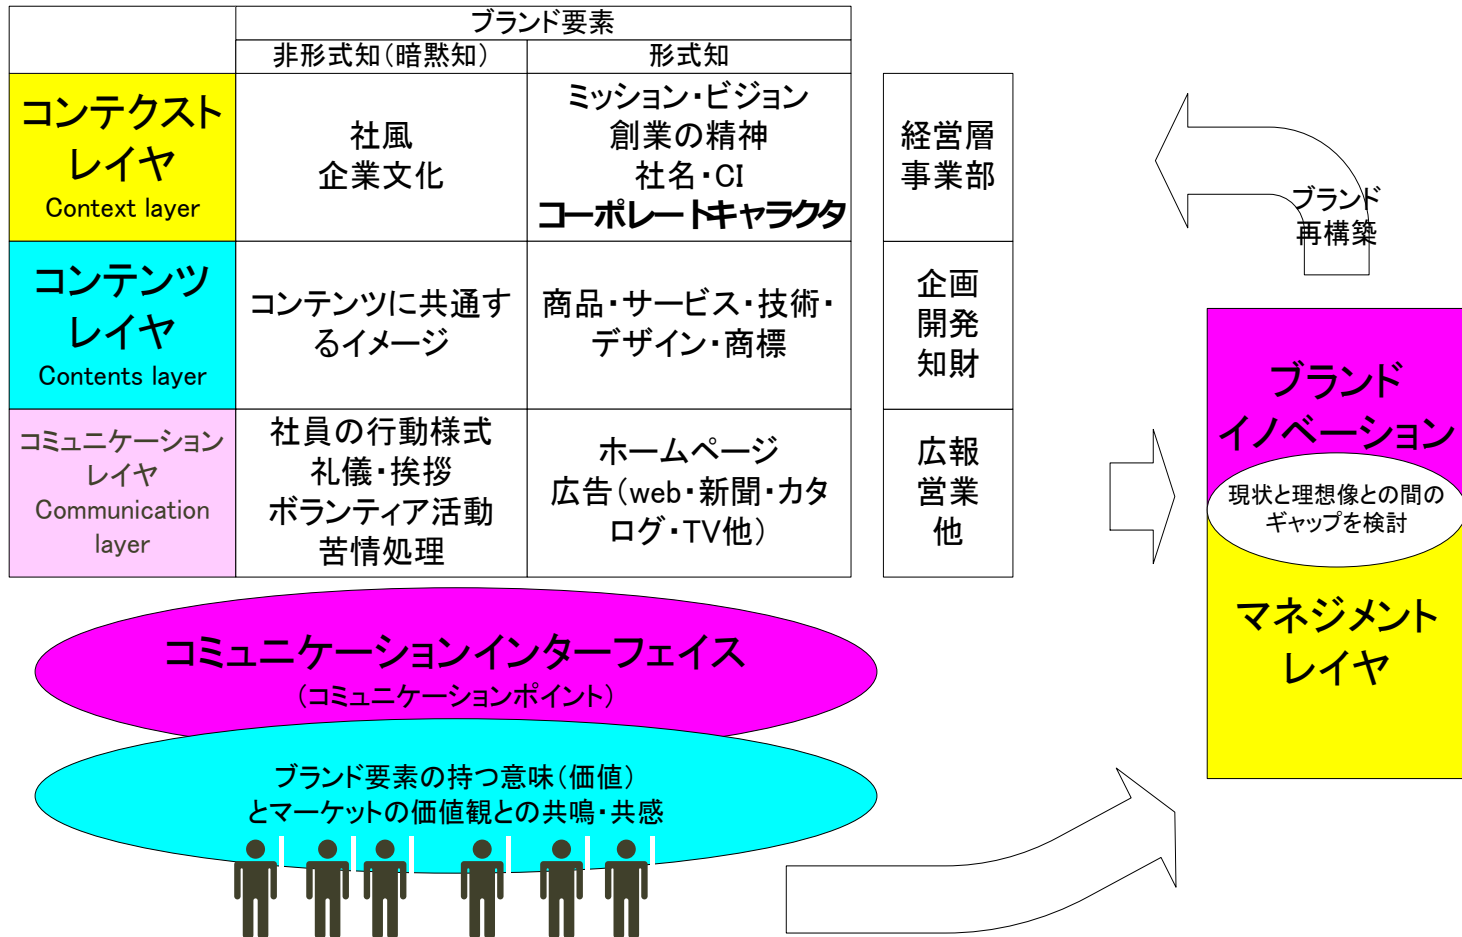 ブランド要素
非形式知（暗黙知）
形式知
コンテクスト
レイヤ
Context layer
社風
企業文化
ミッション・ビジョン
創業の精神
社名・CI
コーポレートキャラクタ
経営層
事業部
コンテンツ
レイヤ
Contents layer
コンテンツに共通す
るイメージ
商品・サービス・技術・
デザイン・商標
企画
開発
知財
コミュニケーション
レイヤ
Communication
layer
社員の行動様式
礼儀・挨拶
ボランティア活動
苦情処理
ホームページ
広告（web・新聞・カタ
ログ・TV他）
広報
営業
他
ブランド
再構築
ブランド
イノベーション
現状と理想像との間の
ギャップを検討
マネジメント
レイヤ
コミュニケーションインターフェイス
（コミュニケーションポイント）
ブランド要素の持つ意味（価値）
とマーケットの価値観との共鳴・共感